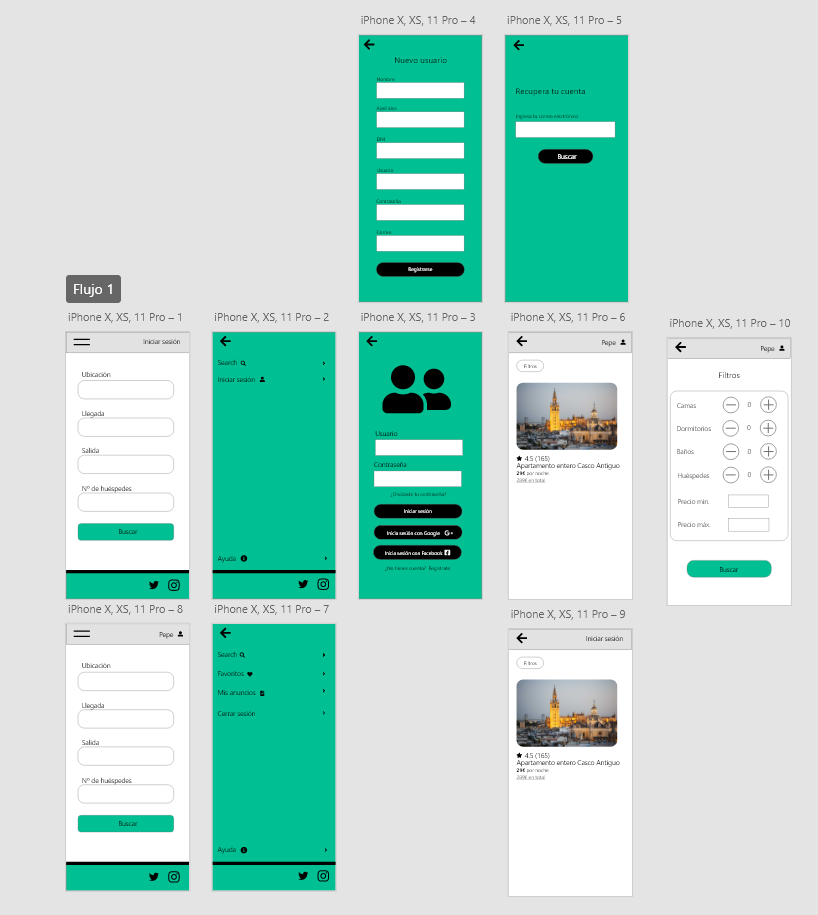 iPhone X, XS, 11 Pro – 4
Nuevo usuario
Nombre
Apellidos
DNI
Usuario
Contraseña
Registrarse
iPhone X, XS, 11 Pro – 5
Recupera tu cuenta
Ingresa tu correo electrónico
Buscar
Flujo 1
iPhone X, XS, 11 Pro – 1
Iniciar sesión
Ubicación
Llegada
Salida
Nº de huéspedes
Buscar
iPhone X, XS, 11 Pro – 2
Search
Iniciar sesión
Ayuda
iPhone X, XS, 11 Pro – 3
Usuario
Contraseña
¿Olvidaste tu contraseña?
Iniciar sesión
Inicia sesión con Google
Inicia sesión con Facebook
¿No tienes cuenta? Regístrate
iPhone X, XS, 11 Pro – 6
Pepe
Filtros
4.5 (165)
Apartamento entero Casco Antiguo
29€ por noche
en total
iPhone X, XS, 11 Pro – 10
Pepe
Filtros
Camas 0
Dormitorios 0
Baños 0
Huéspedes 0
Precio min.
Precio máx.
Buscar
iPhone X, XS, 11 Pro – 8
Pepe
Ubicación
Llegada
Salida
Nº de huéspedes
Buscar
iPhone X, XS, 11 Pro – 7
Search
Favoritos
Mis anuncios
Cerrar sesión
Ayuda
iPhone X, XS, 11 Pro – 9
Iniciar sesión
Filtros
4.5 (165)
Apartamento entero Casco Antiguo
29€ por noche
en total